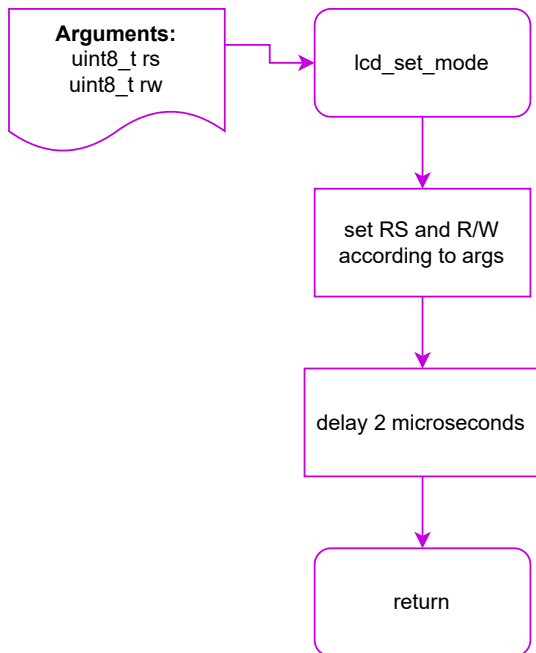 Arguments:
uint8_t rs
uint8_t rw
lcd_set_mode
set RS and R/W
according to args
delay 2 microseconds
return